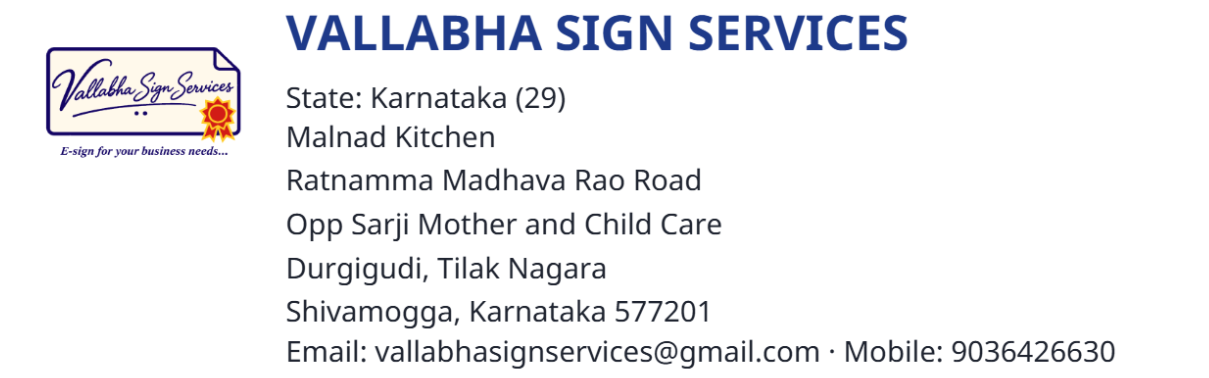 VALLABHA SIGN SERVICES
Vallabha Sign Services
E-sign for your business needs...
State: Karnataka (29)
Malnad Kitchen
Ratnamma Madhava Rao Road
Opp Sarji Mother and Child Care
Durgigudi, Tilak Nagara
Shivamogga, Karnataka 577201
Email: vallabhasignservices@gmail.com · Mobile: 9036426630